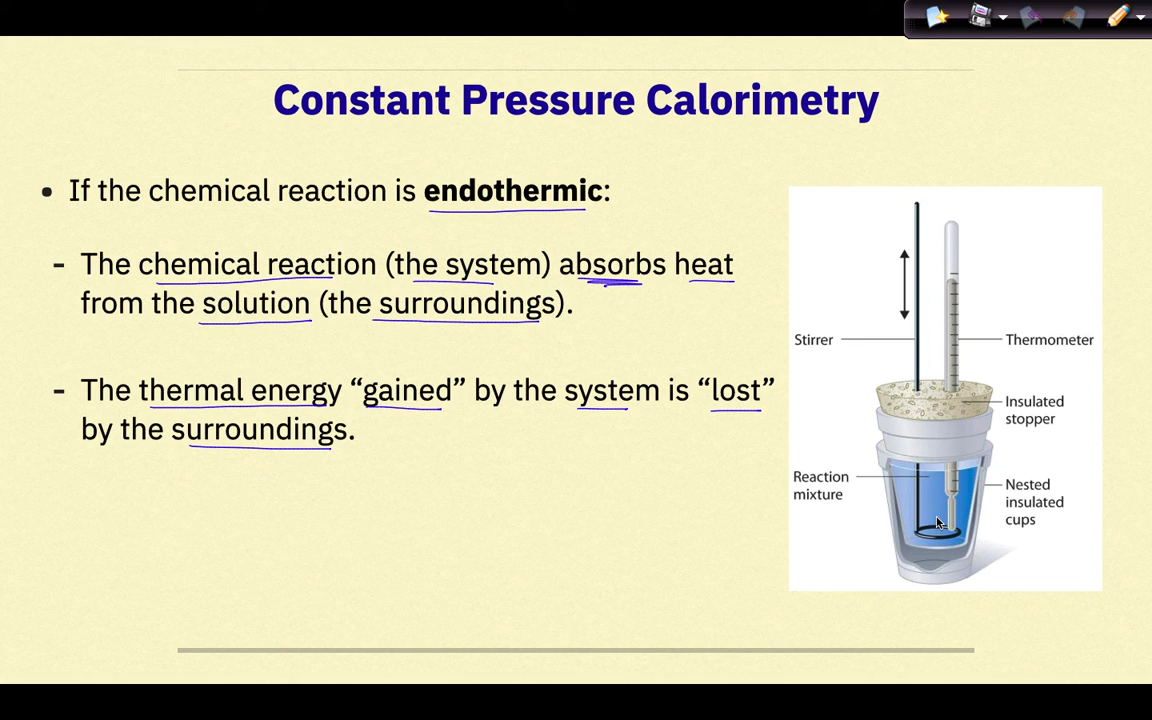 Constant Pressure Calorimetry
• If the chemical reaction is endothermic:
- The chemical reaction (the system) absorbs heat
from the solution (the surroundings).
- The thermal energy “gained” by the system is “lost”
by the surroundings.
Stirrer
Thermometer
Insulated
stopper
Reaction
mixture
Nested
insulated
cups